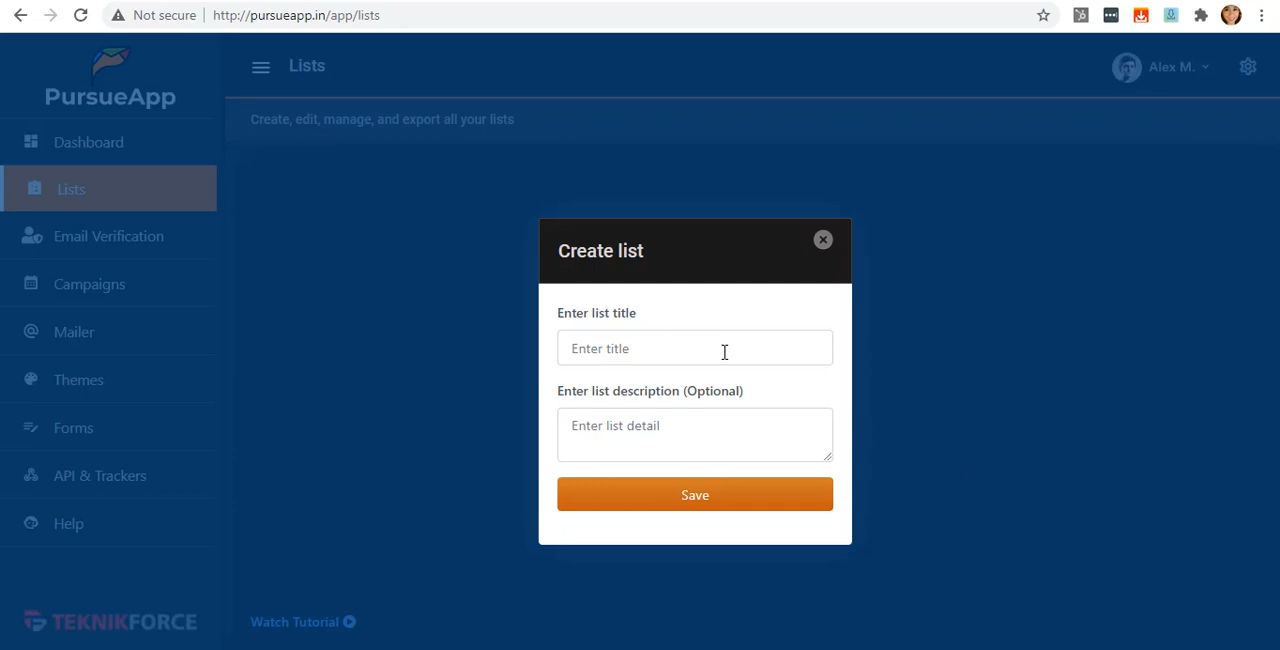 Not secure
http://pursueapp.in/app/lists
PursueApp
Lists
Alex M.
Create, edit, manage, and export all your lists
Dashboard
Lists
Email Verification
Campaigns
Mailer
Themes
Forms
API & Trackers
Help
TEKNIKFORCE
Create list
Enter list title
Enter title
Enter list description (Optional)
Enter list detail
Save
Watch Tutorial